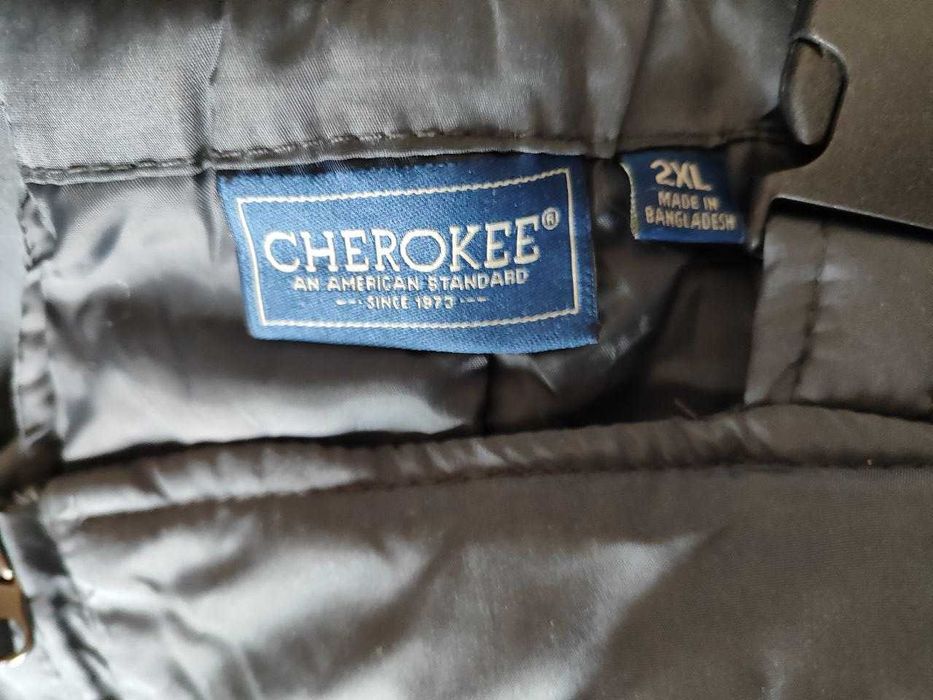 CHEROKEE®
AN AMERICAN STANDARD
--- SINCE 1973 ---
2XL
MADE IN
BANGLADESH